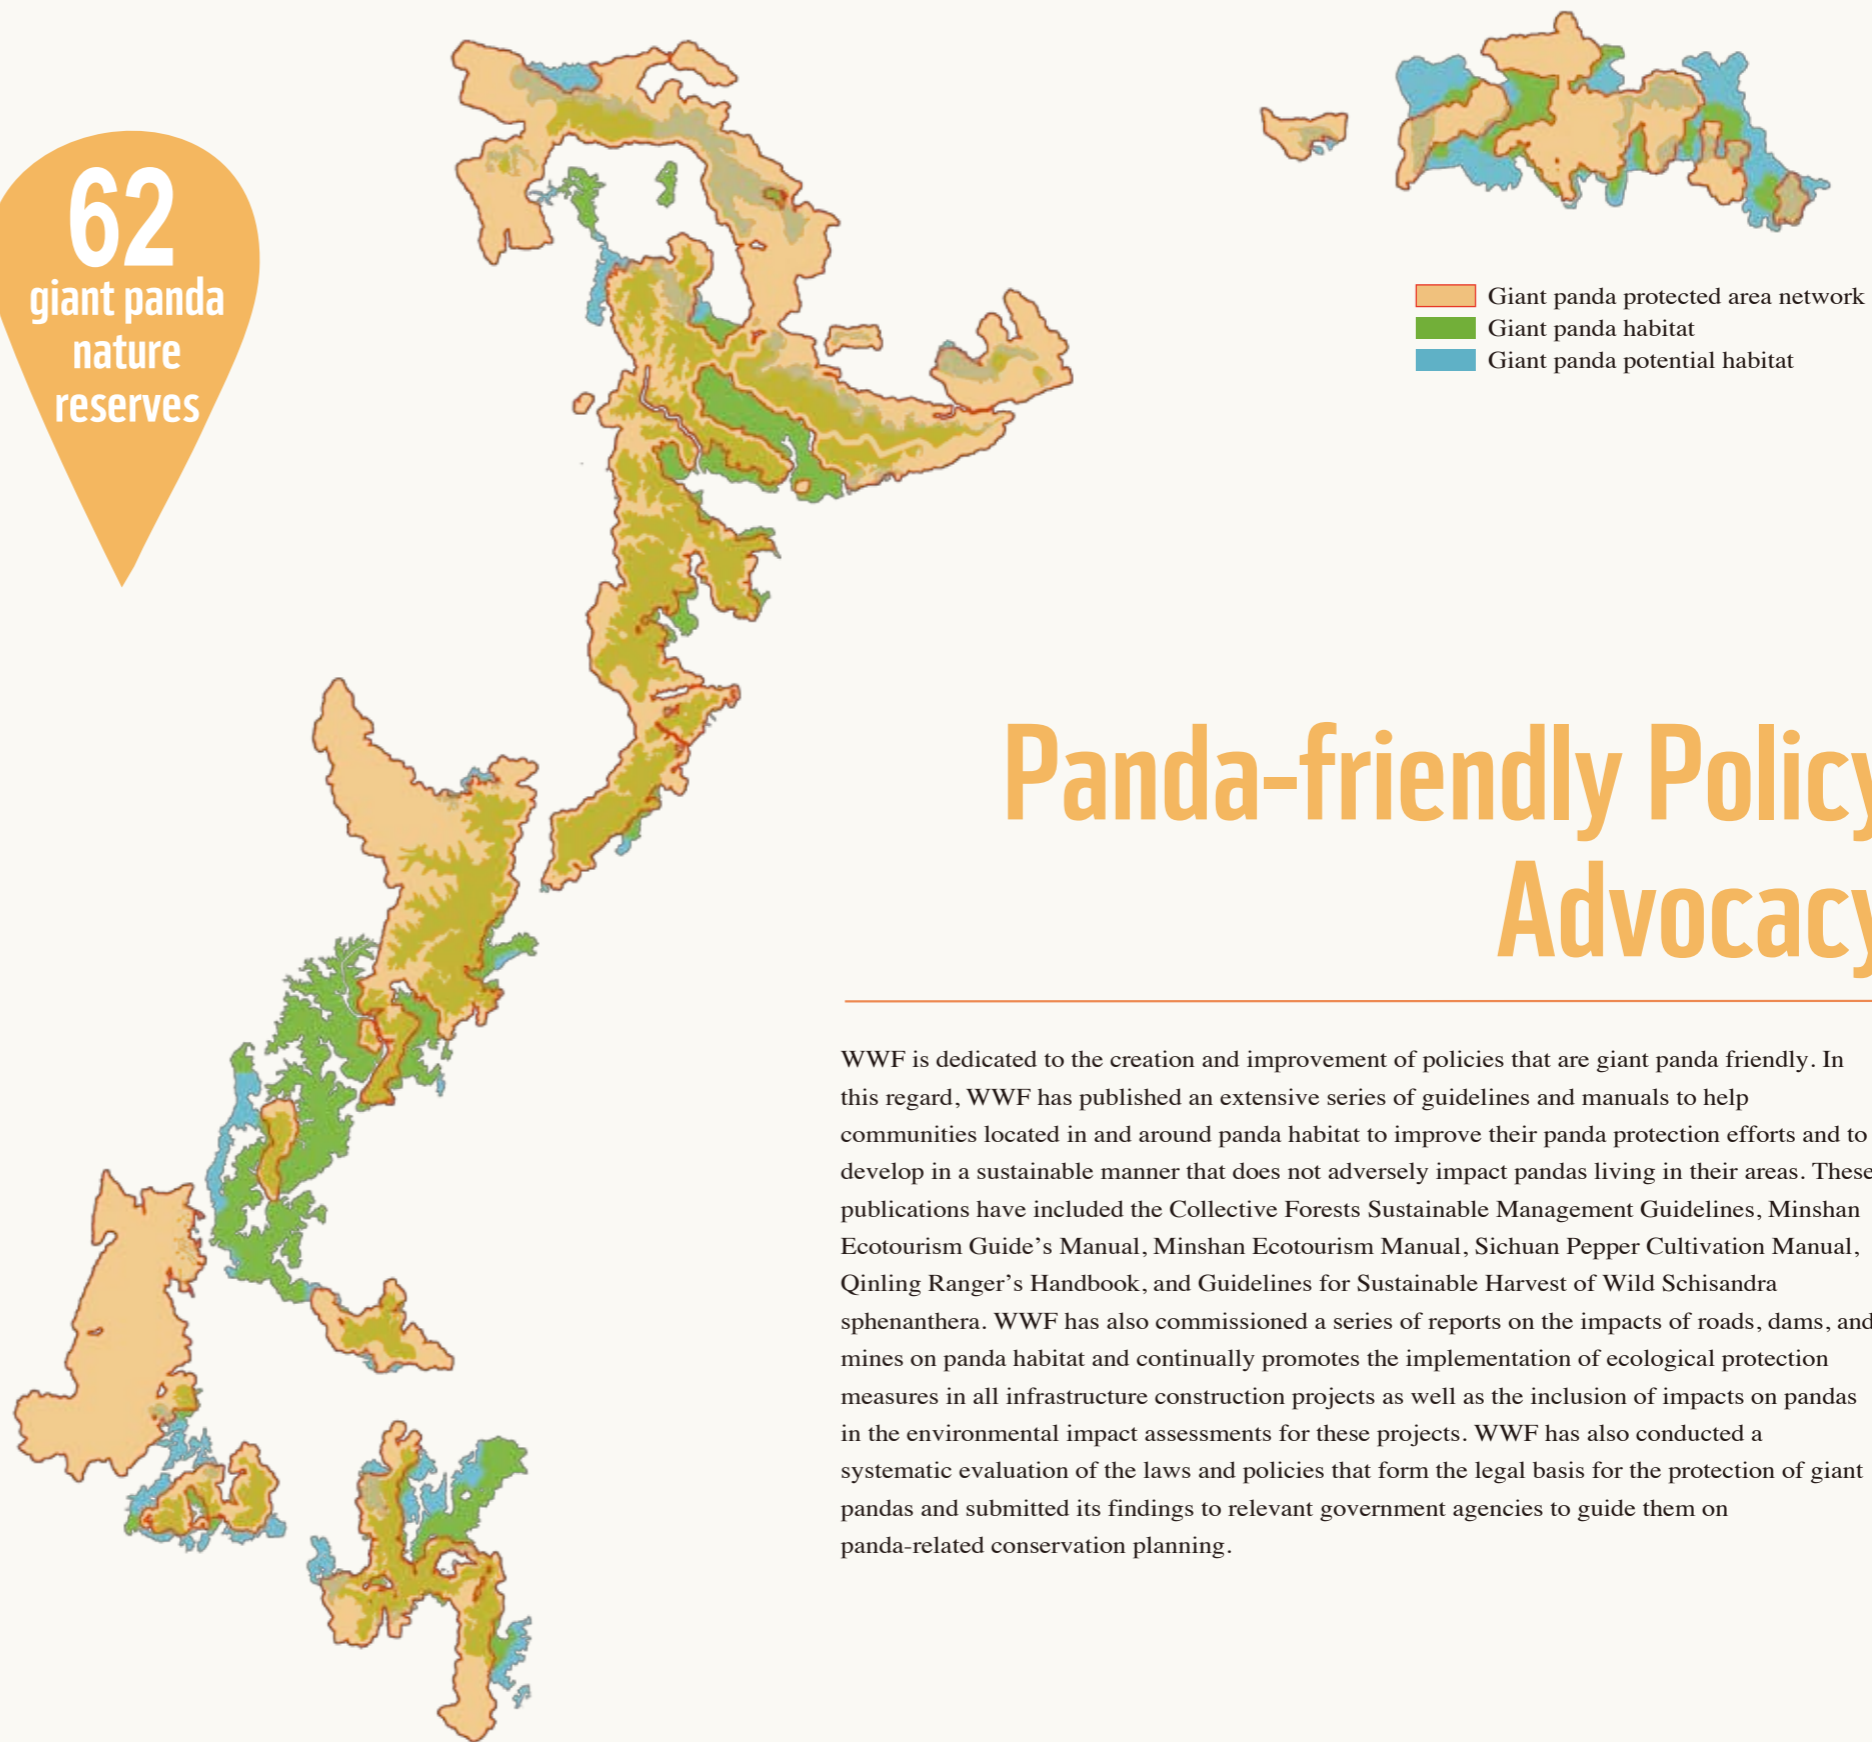 62
giant panda
nature
reserves
Giant panda protected area network
Giant panda habitat
Giant panda potential habitat
Panda-friendly Policy
Advocacy
WWF is dedicated to the creation and improvement of policies that are giant panda friendly. In
this regard, WWF has published an extensive series of guidelines and manuals to help
communities located in and around panda habitat to improve their panda protection efforts and to
develop in a sustainable manner that does not adversely impact pandas living in their areas. These
publications have included the Collective Forests Sustainable Management Guidelines, Minshan
Ecotourism Guide’s Manual, Minshan Ecotourism Manual, Sichuan Pepper Cultivation Manual,
Qinling Ranger’s Handbook, and Guidelines for Sustainable Harvest of Wild Schisandra
sphenanthera. WWF has also commissioned a series of reports on the impacts of roads, dams, and
mines on panda habitat and continually promotes the implementation of ecological protection
measures in all infrastructure construction projects as well as the inclusion of impacts on pandas
in the environmental impact assessments for these projects. WWF has also conducted a
systematic evaluation of the laws and policies that form the legal basis for the protection of giant
pandas and submitted its findings to relevant government agencies to guide them on
panda-related conservation planning.